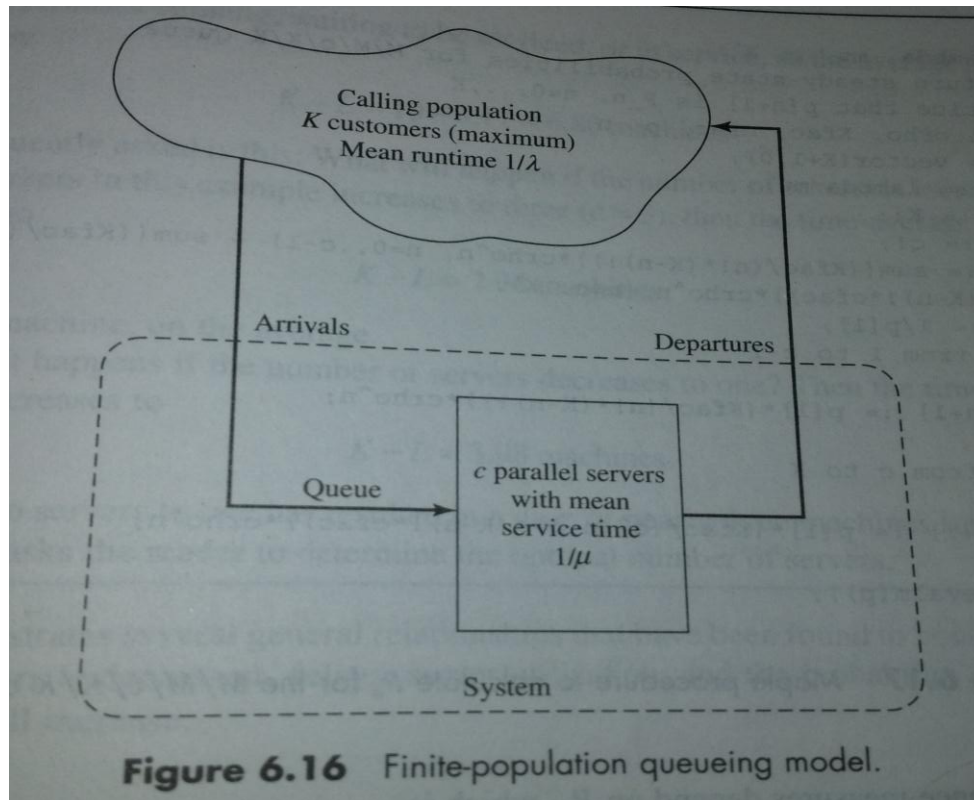 Calling population
K customers (maximum)
Mean runtime 1/λ
Arrivals
Departures
Queue
c parallel servers
with mean
service time
1/μ
System
Figure 6.16 Finite-population queueing model.